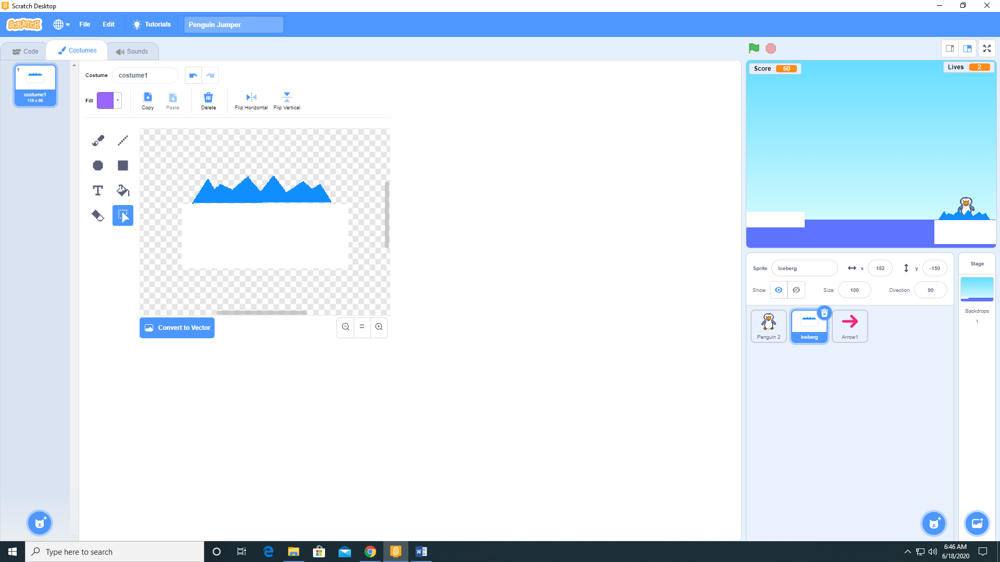 Scratch Desktop
SCRATCH
File
Edit
Tutorials
Penguin Jumper
Code
Costumes
Sounds
1
costume1
118 x 66
Costume
costume1
Fill
Copy
Paste
Delete
Flip Horizontal
Flip Vertical
T
Convert to Vector
=
Score 60
Lives 2
Sprite
Iceberg
x
182
y
-150
Show
Size
100
Direction
90
Penguin 2
Iceberg
Arrow1
Stage
Backdrops
1
Type here to search
6:46 AM
6/18/2020